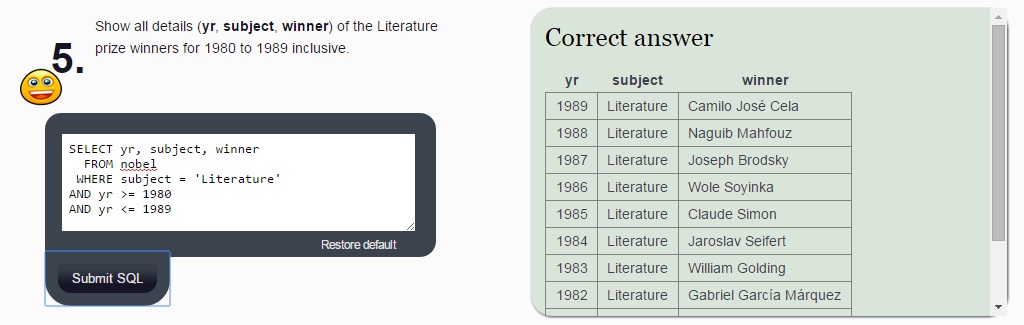 5.
Show all details (yr, subject, winner) of the Literature
prize winners for 1980 to 1989 inclusive.
SELECT yr, subject, winner
FROM nobel
WHERE subject = 'Literature'
AND yr >= 1980
AND yr <= 1989
Restore default
Submit SQL
Correct answer
yr subject winner
1989 Literature Camilo José Cela
1988 Literature Naguib Mahfouz
1987 Literature Joseph Brodsky
1986 Literature Wole Soyinka
1985 Literature Claude Simon
1984 Literature Jaroslav Seifert
1983 Literature William Golding
1982 Literature Gabriel García Márquez